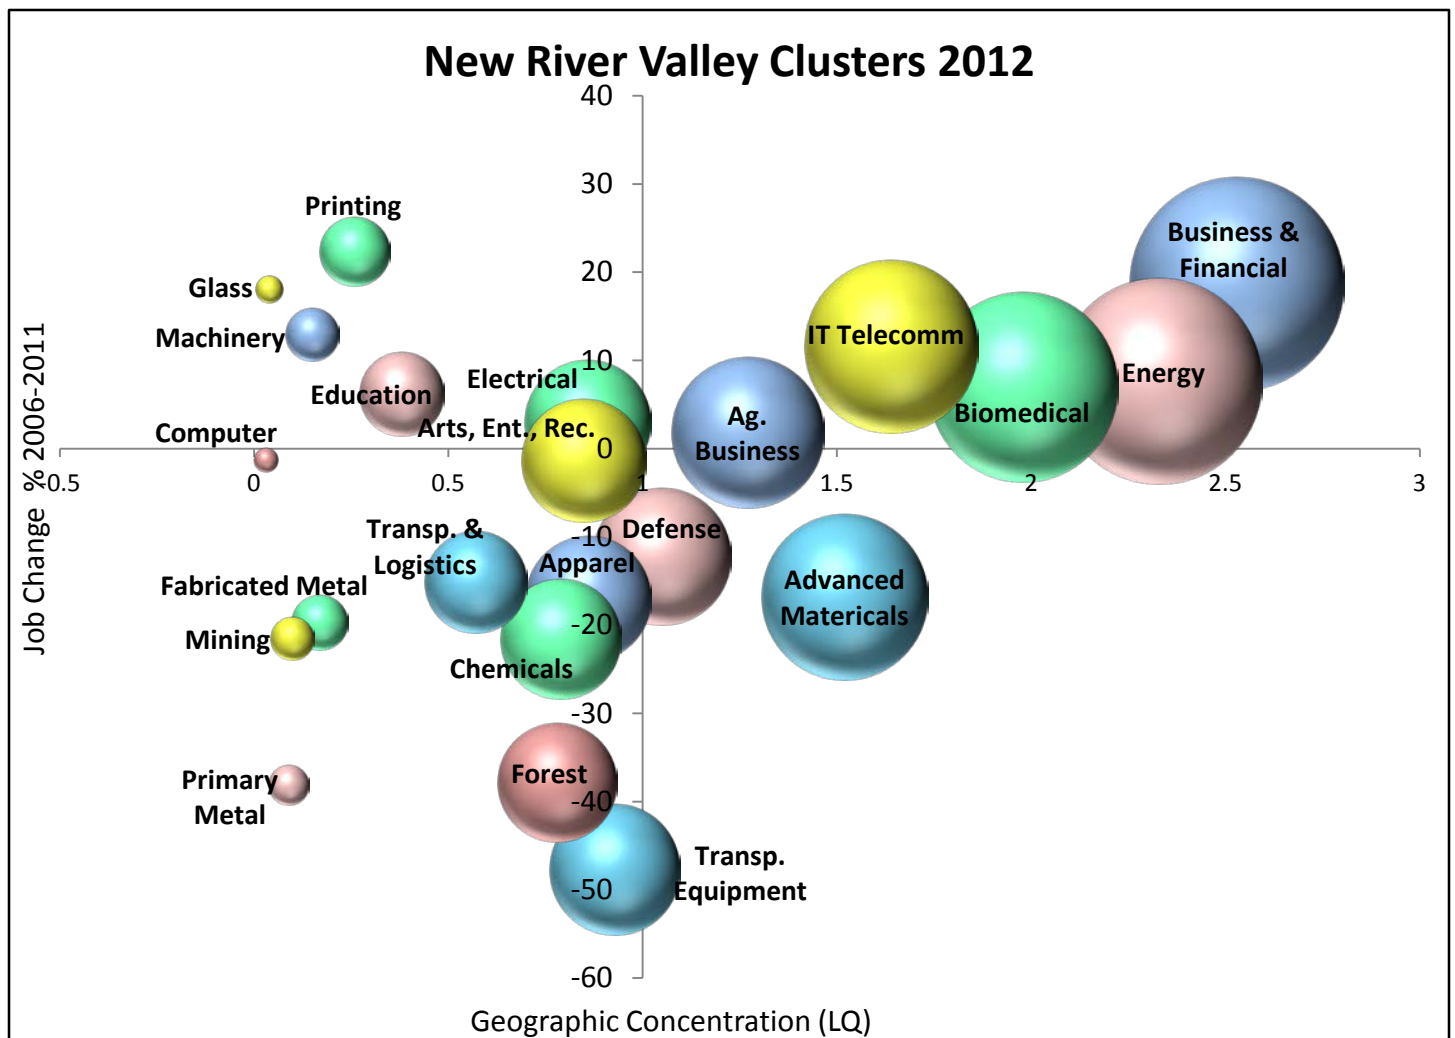 New River Valley Clusters 2012
40
30
20
10
0
-10
-20
-30
-40
-50
-60
-0.5
0
0.5
1
1.5
2
2.5
3
Job Change % 2006-2011
Geographic Concentration (LQ)
Printing
Glass
Machinery
Education
Computer
Electrical
Arts, Ent., Rec.
Business &
Financial
IT Telecomm
Energy
Biomedical
Ag.
Business
Transp. &
Logistics
Defense
Apparel
Advanced
Matericals
Fabricated Metal
Mining
Chemicals
Primary
Metal
Forest
Transp.
Equipment